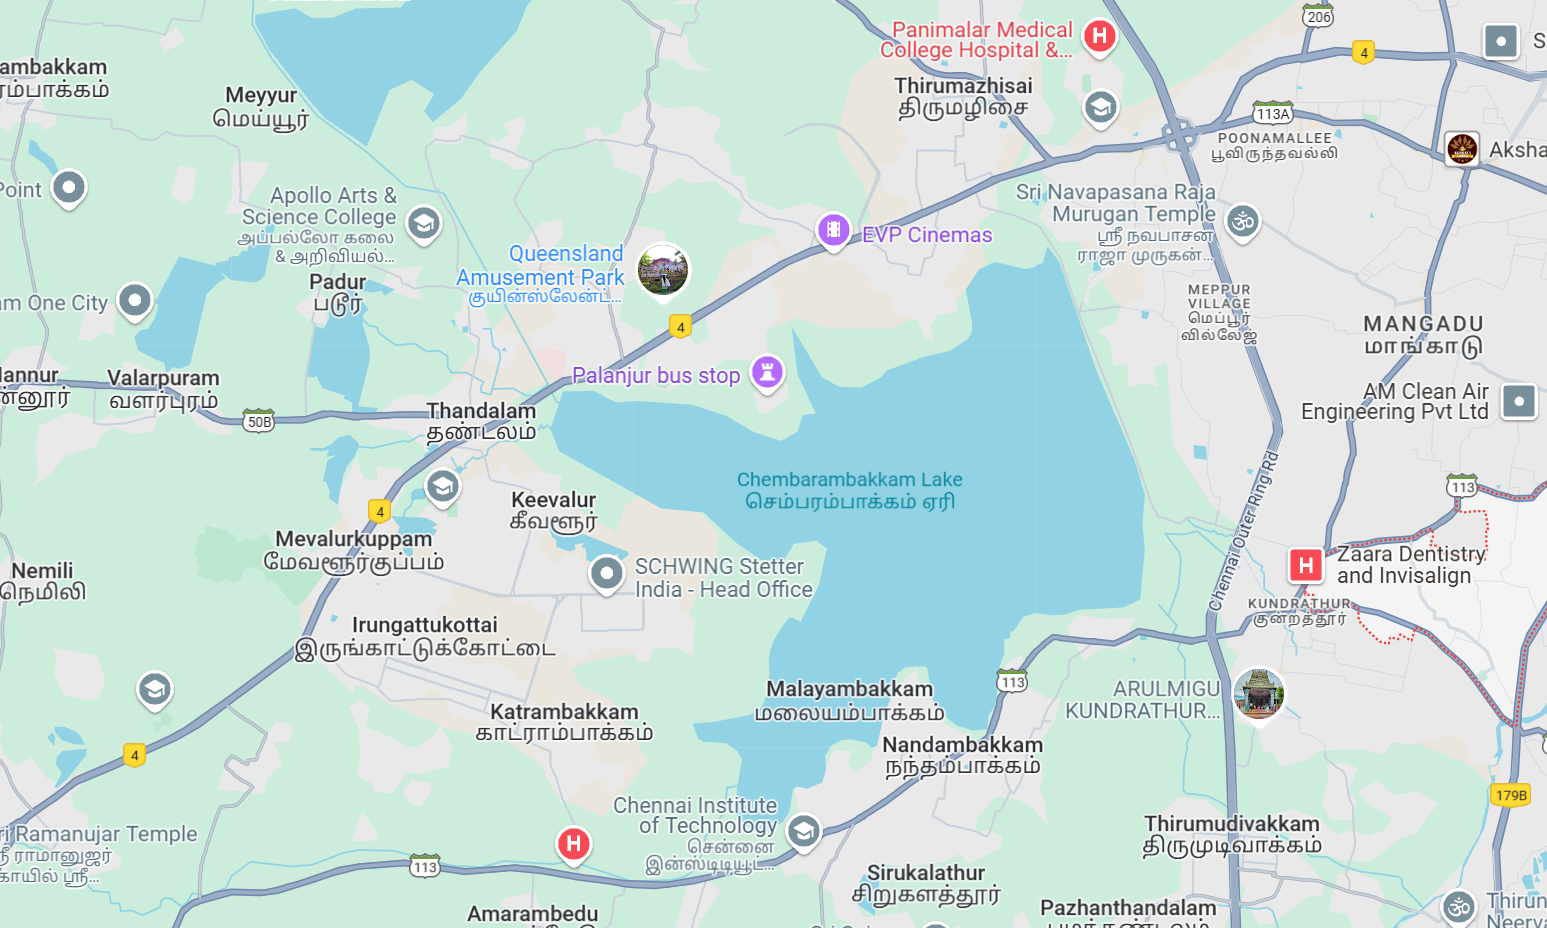 Panimalar Medical
College Hospital &...
206
4
ambakkam
Meyyur
மெய்யூர்
Thirumazhisai
திருமழிசை
113A
POONAMALLEE
பூவிருந்தவல்லி
Aksha
Point
Apollo Arts &
Science College
அப்பல்லோ கலை
& அறிவியல்...
Sri Navapasana Raja
Murugan Temple
ஸ்ரீ நவபாசன
ராஜா முருகன்...
Queensland
Amusement Park
குயின்ஸ்லேன்ட்...
EVP Cinemas
Padur
படூர்
am One City
4
MEPPUR
VILLAGE
மெப்பூர்
வில்லேஜ்
MANGADU
மாங்காடு
Palanjur bus stop
Valarpuram
வளர்புரம்
50B
Thandalam
தண்டலம்
AM Clean Air
Engineering Pvt Ltd
Chembarambakkam Lake
செம்பரம்பாக்கம் ஏரி
Chennai Outer Ring Rd
113
Keevalur
கீவளூர்
4
Mevalurkuppam
மேவளூர்குப்பம்
SCHWING Stetter
India - Head Office
Zaara Dentistry
and Invisalign
Nemili
நெமிலி
KUNDRATHUR
குன்றத்தூர்
Irungattukottai
இருங்காட்டுக்கோட்டை
113
Malayambakkam
மலையம்பாக்கம்
ARULMIGU
KUNDRATHUR...
Katrambakkam
காட்ராம்பாக்கம்
Nandambakkam
நந்தம்பாக்கம்
4
179B
Chennai Institute
of Technology
சென்னை
இன்ஸ்டிடியூட்...
Thirumudivakkam
திருமுடிவாக்கம்
ri Ramanujar Temple
ஸ்ரீ ராமானுஜர்
கோயில் ஸ்ரீ...
113
Sirukalathur
சிறுகளத்தூர்
Amarambedu
Pazhanthandalam
Thirun
Neerva